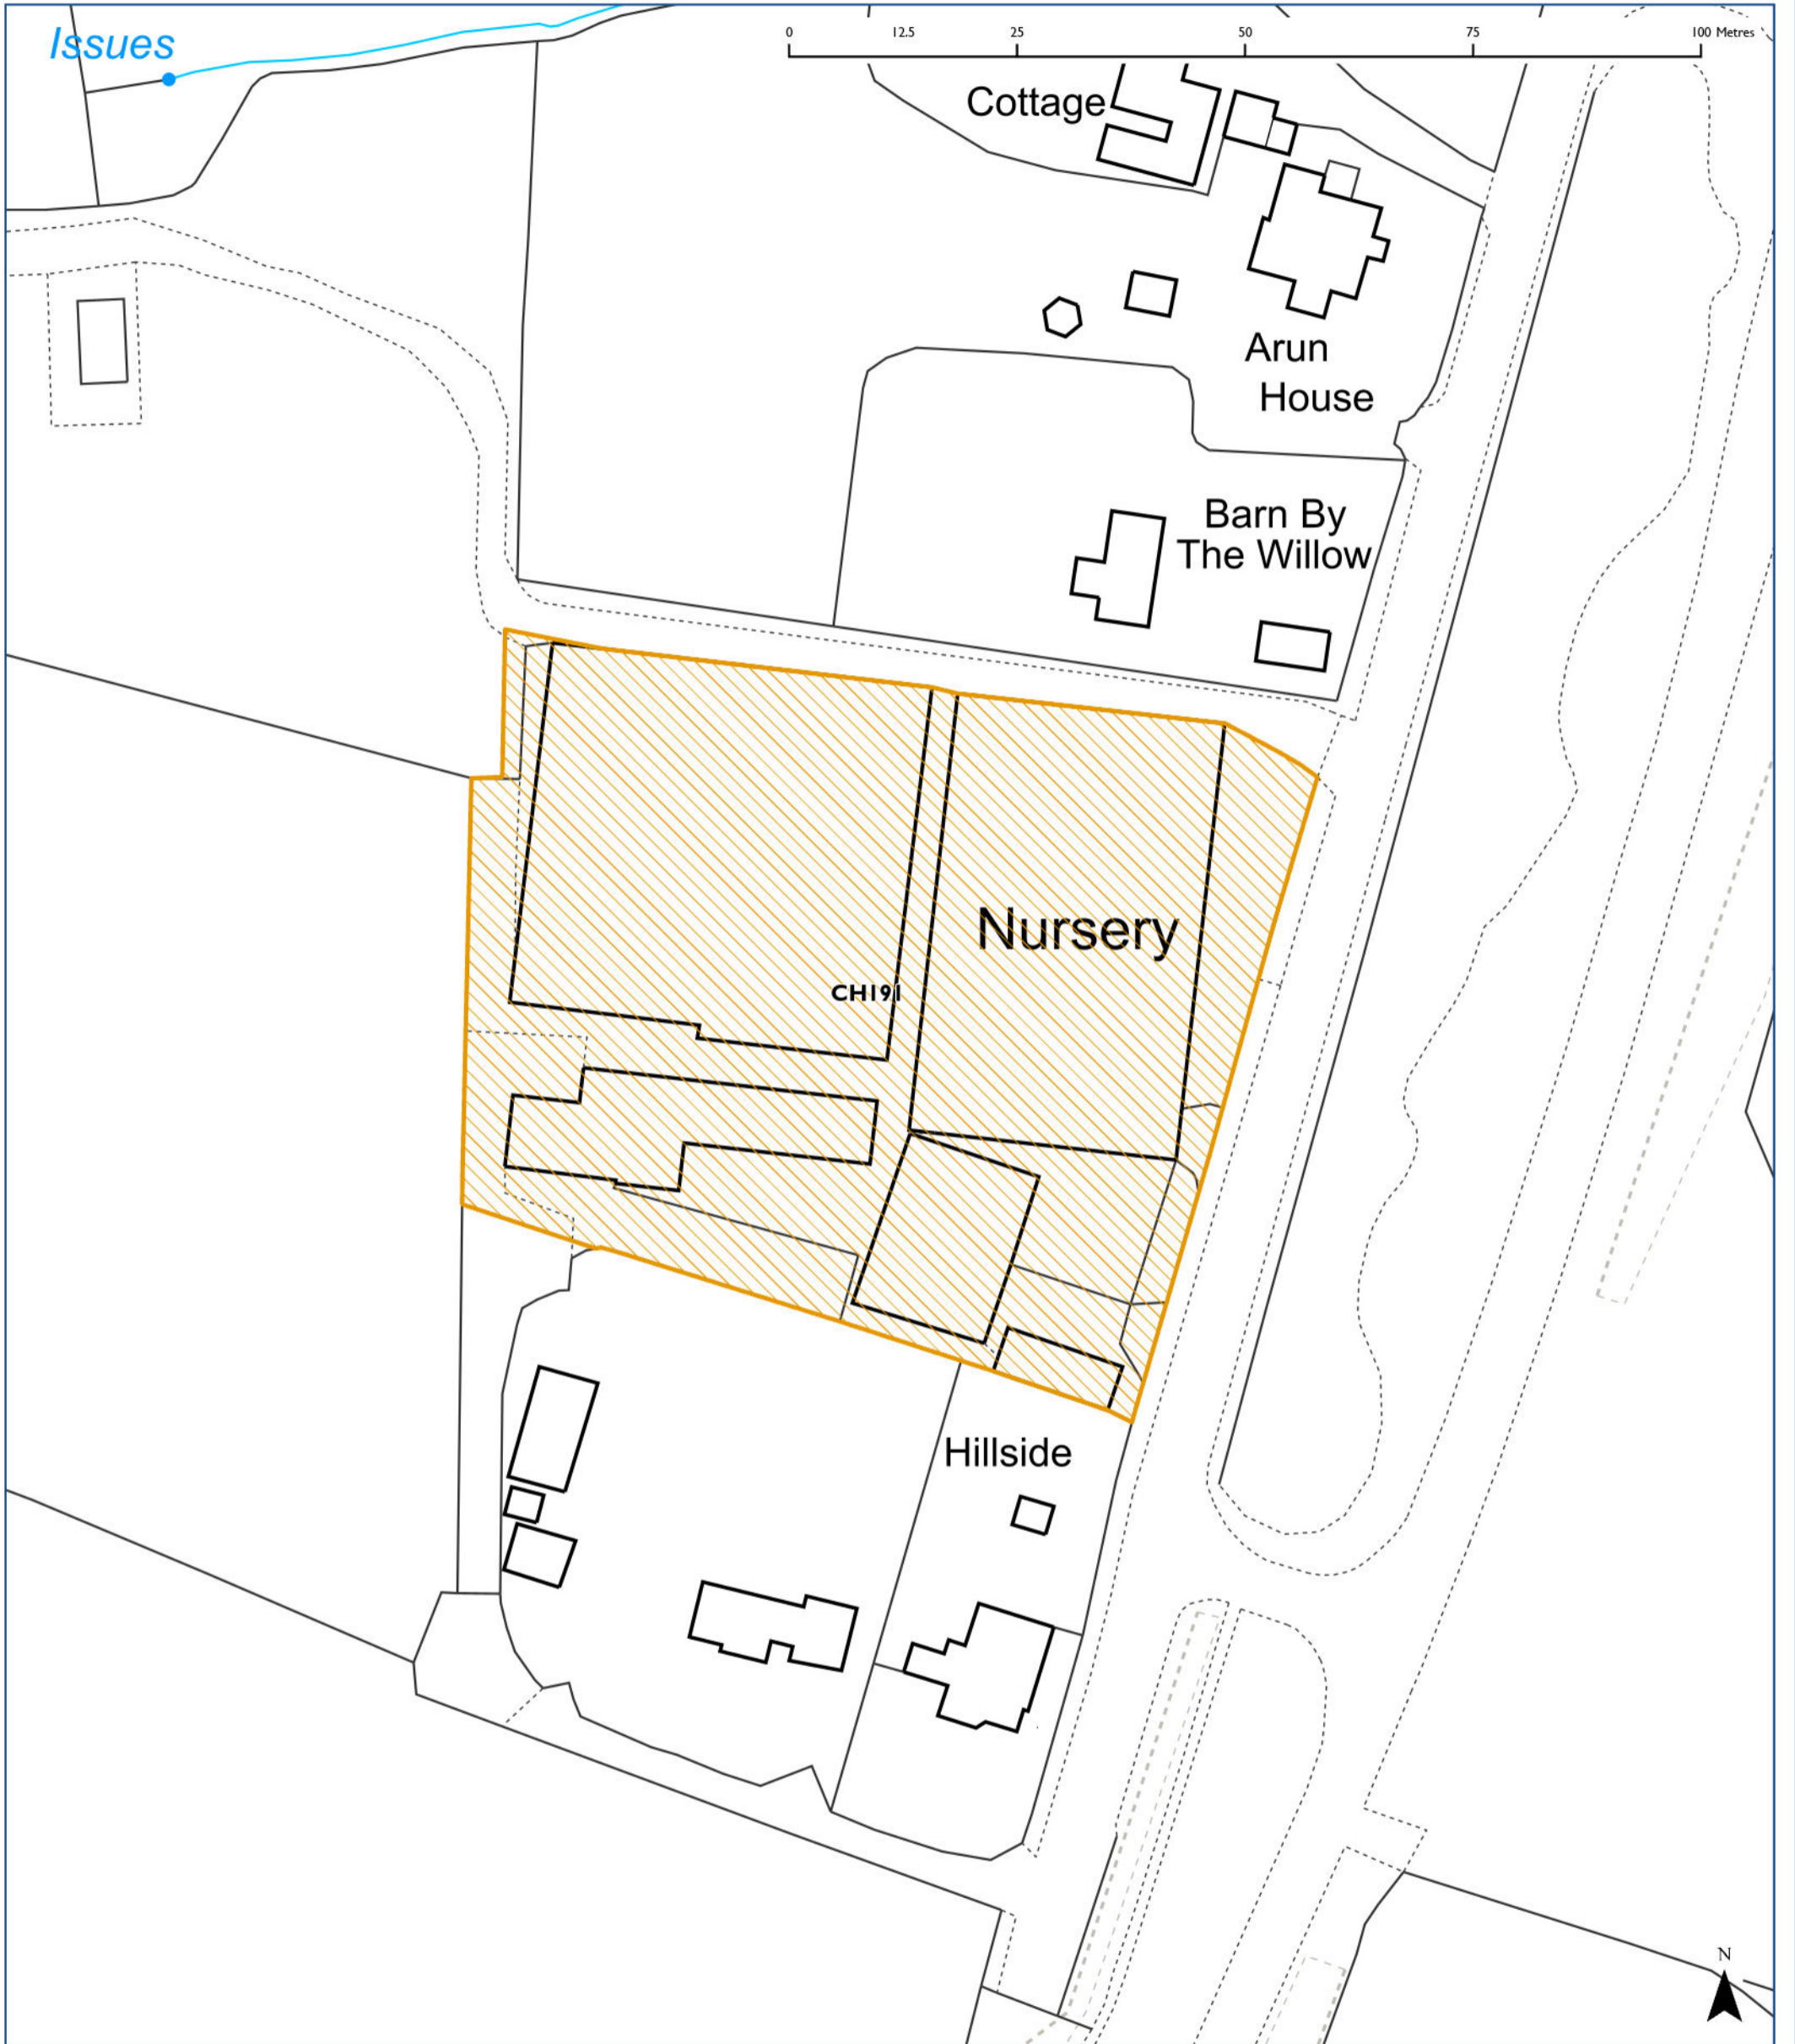 Issues
0 12.5 25 50 75 100 Metres
Cottage
Arun
House
Barn By
The Willow
Nursery
CH191
Hillside
N